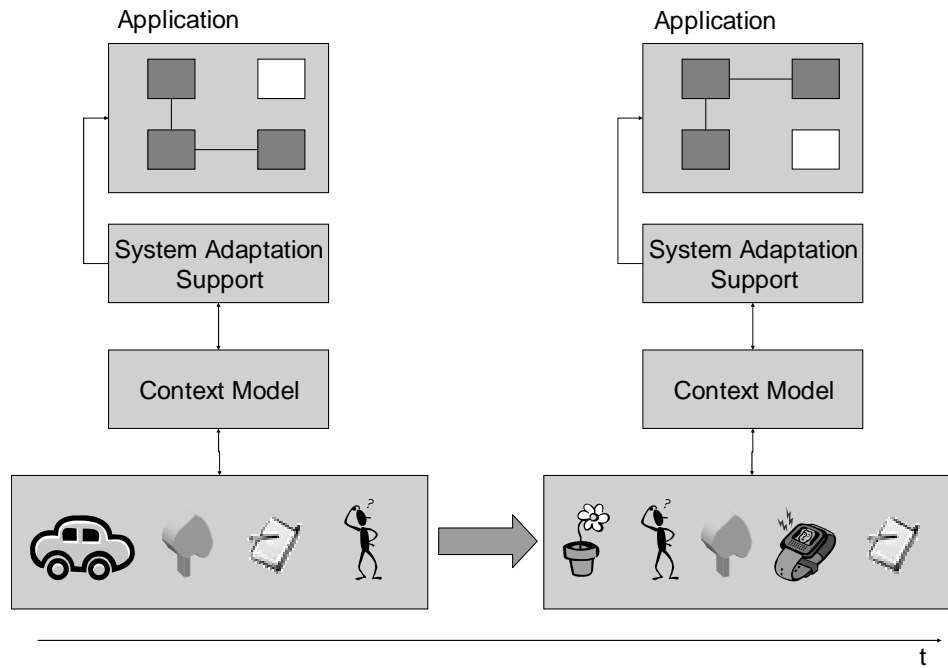 Application
System Adaptation
Support
Context Model
?
Application
System Adaptation
Support
Context Model
?
t